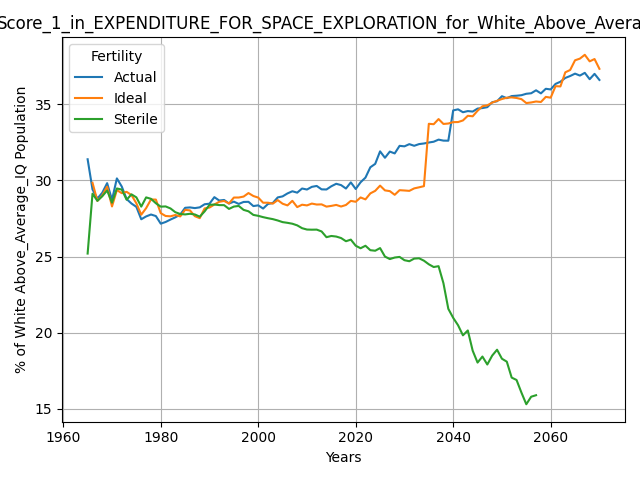 Score_1_in_EXPENDITURE_FOR_SPACE_EXPLORATION_for_White_Above_Avera
Fertility
Actual
Ideal
Sterile
% of White Above_Average_IQ Population
35
30
25
20
15
1960 1980 2000 2020 2040 2060
Years